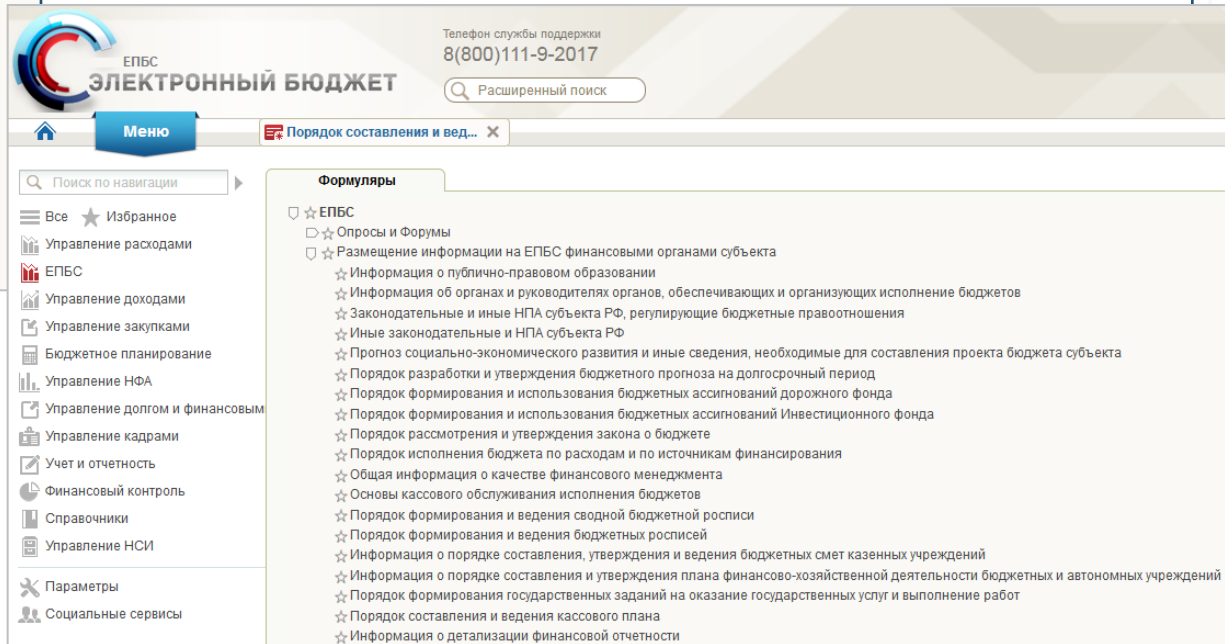 Телефон службы поддержки
8(800)111-9-2017
ЕПБС
ЭЛЕКТРОННЫЙ БЮДЖЕТ
Расширенный поиск
Меню
Порядок составления и вед...
Поиск по навигации
Все
Избранное
Управление расходами
ЕПБС
Управление доходами
Управление закупками
Бюджетное планирование
Управление НФА
Управление долгом и финансовым
Управление кадрами
Учет и отчетность
Финансовый контроль
Справочники
Управление НСИ
Параметры
Социальные сервисы
Формуляры
ЕПБС
Опросы и Форумы
Размещение информации на ЕПБС финансовыми органами субъекта
Информация о публично-правовом образовании
Информация об органах и руководителях органов, обеспечивающих и организующих исполнение бюджетов
Законодательные и иные НПА субъекта РФ, регулирующие бюджетные правоотношения
Иные законодательные и НПА субъекта РФ
Прогноз социально-экономического развития и иные сведения, необходимые для составления проекта бюджета субъекта
Порядок разработки и утверждения бюджетного прогноза на долгосрочный период
Порядок формирования и использования бюджетных ассигнований дорожного фонда
Порядок формирования и использования бюджетных ассигнований Инвестиционного фонда
Порядок рассмотрения и утверждения закона о бюджете
Порядок исполнения бюджета по расходам и по источникам финансирования
Общая информация о качестве финансового менеджмента
Основы кассового обслуживания исполнения бюджетов
Порядок формирования и ведения сводной бюджетной росписи
Порядок формирования и ведения бюджетных росписей
Информация о порядке составления, утверждения и ведения бюджетных смет казенных учреждений
Информация о порядке составления и утверждения плана финансово-хозяйственной деятельности бюджетных и автономных учреждений
Порядок формирования государственных заданий на оказание государственных услуг и выполнение работ
Порядок составления и ведения кассового плана
Информация о детализации финансовой отчетности